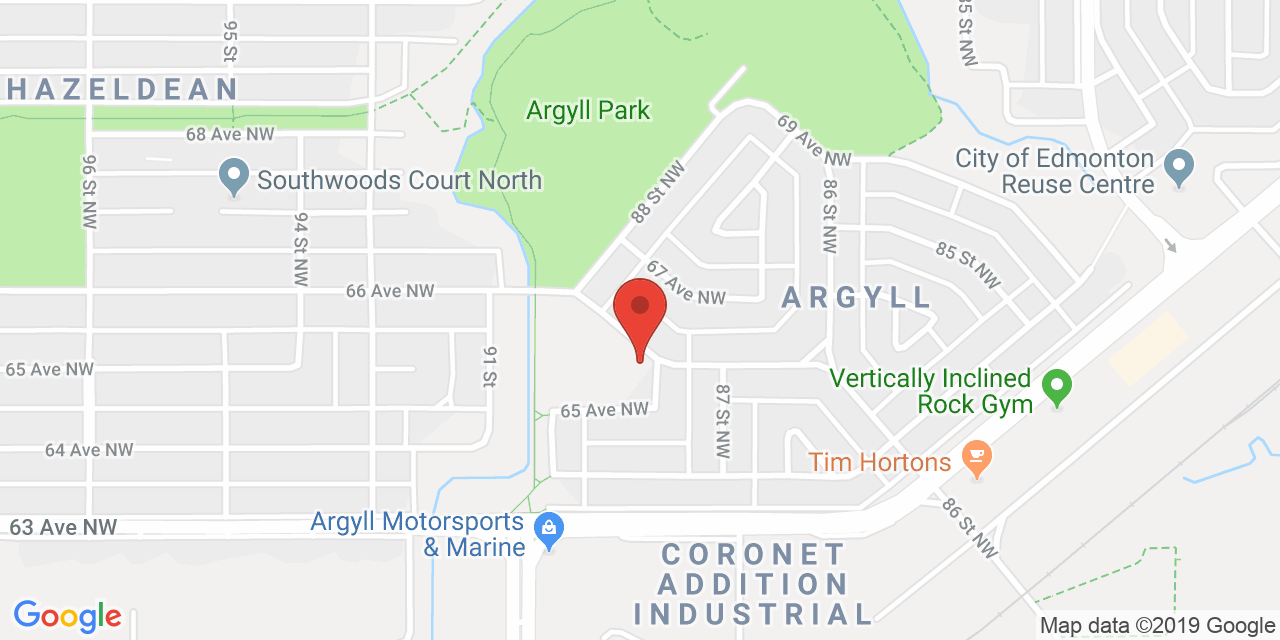 95 St
85 St NW
HAZELDEAN
Argyll Park
68 Ave NW
69 Ave NW
City of Edmonton
Reuse Centre
Southwoods Court North
96 St NW
88 St NW
86 St NW
94 St NW
85 St NW
67 Ave NW
66 Ave NW
ARGYLL
91 St
65 Ave NW
Vertically Inclined
Rock Gym
65 Ave NW
87 St NW
64 Ave NW
Tim Hortons
63 Ave NW
Argyll Motorsports
& Marine
86 St NW
CORONET
ADDITION
INDUSTRIAL
Google
Map data ©2019 Google